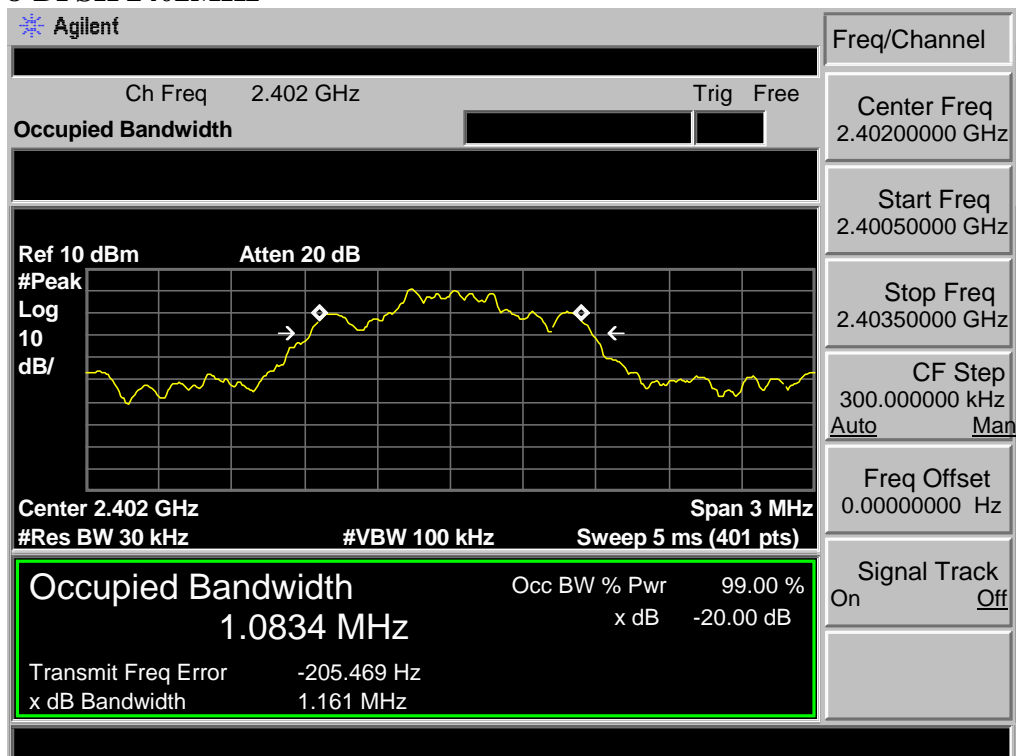 Agilent
Freq/Channel
Ch Freq 2.402 GHz Trig Free
Occupied Bandwidth
Center Freq
2.40200000 GHz
Start Freq
2.40050000 GHz
Ref 10 dBm Atten 20 dB
#Peak
Log
10
dB/
Stop Freq
2.40350000 GHz
CF Step
300.000000 kHz
Auto Man
Freq Offset
0.00000000 Hz
Center 2.402 GHz Span 3 MHz
#Res BW 30 kHz #VBW 100 kHz Sweep 5 ms (401 pts)
Signal Track
On Off
Occupied Bandwidth Occ BW % Pwr 99.00 %
1.0834 MHz x dB -20.00 dB
Transmit Freq Error -205.469 Hz
x dB Bandwidth 1.161 MHz